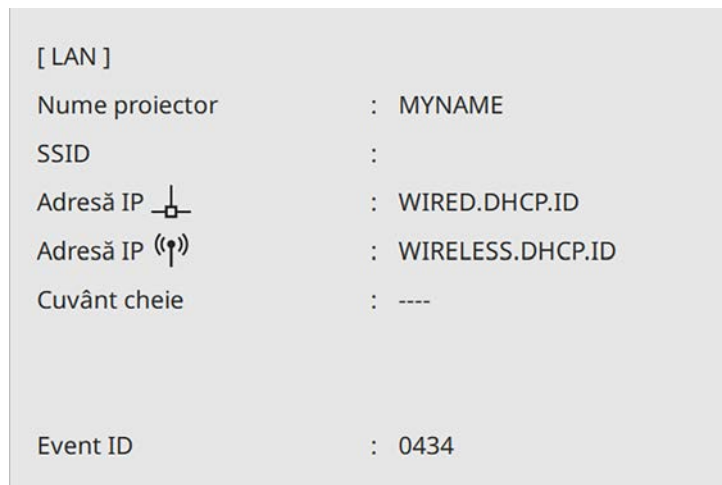 [ LAN ]
Nume proiector : MYNAME
SSID :
Adresă IP : WIRED.DHCP.ID
Adresă IP : WIRELESS.DHCP.ID
Cuvânt cheie : ----
Event ID : 0434